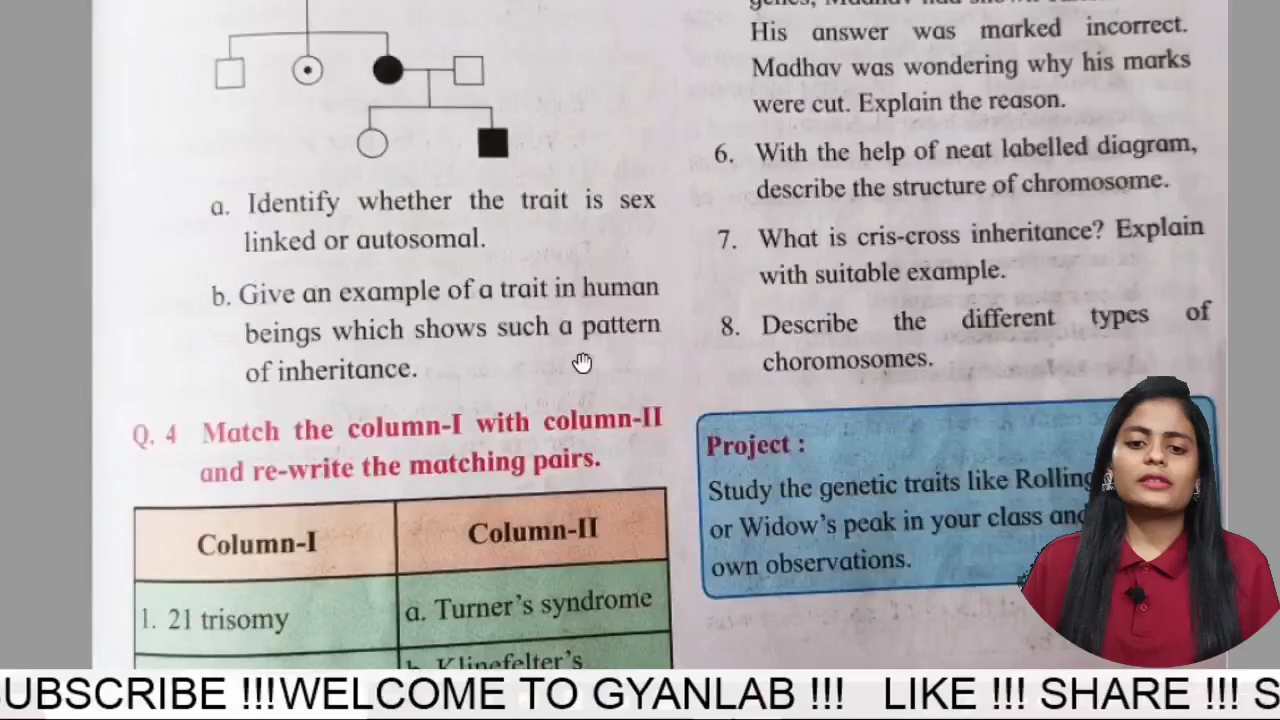 a. Identify whether the trait is sex
linked or autosomal.
b. Give an example of a trait in human
beings which shows such a pattern
of inheritance.
Q. 4 Match the column-I with column-II
and re-write the matching pairs.
Column-I Column-II
1. 21 trisomy a. Turner's syndrome
b. Klinefelter's
His answer was marked incorrect.
Madhav was wondering why his marks
were cut. Explain the reason.
6. With the help of neat labelled diagram,
describe the structure of chromosome.
7. What is cris-cross inheritance? Explain
with suitable example.
8. Describe the different types of
choromosomes.
Project :
Study the genetic traits like Rolling
or Widow's peak in your class and
own observations.
UBSCRIBE !!!WELCOME TO GYANLAB !!! LIKE !!! SHARE !!! S